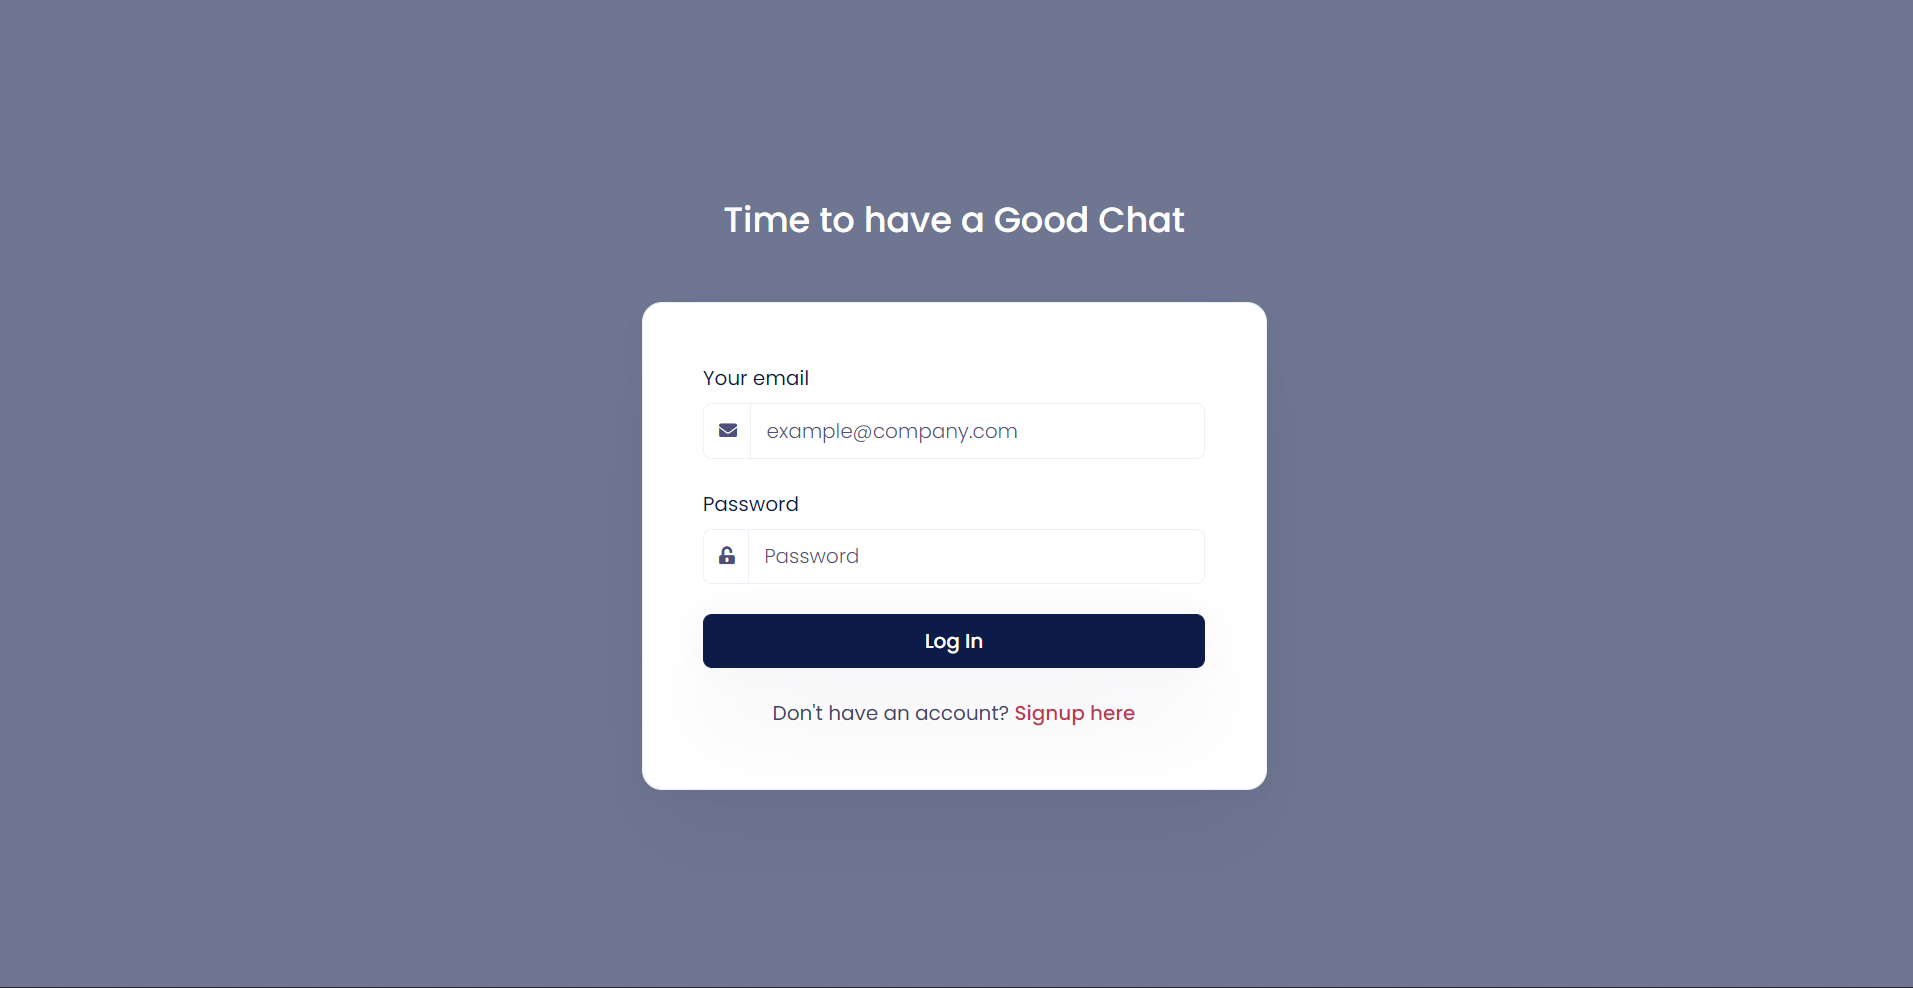 Time to have a Good Chat
Your email
example@company.com
Password
Password
Log In
Don't have an account? Signup here